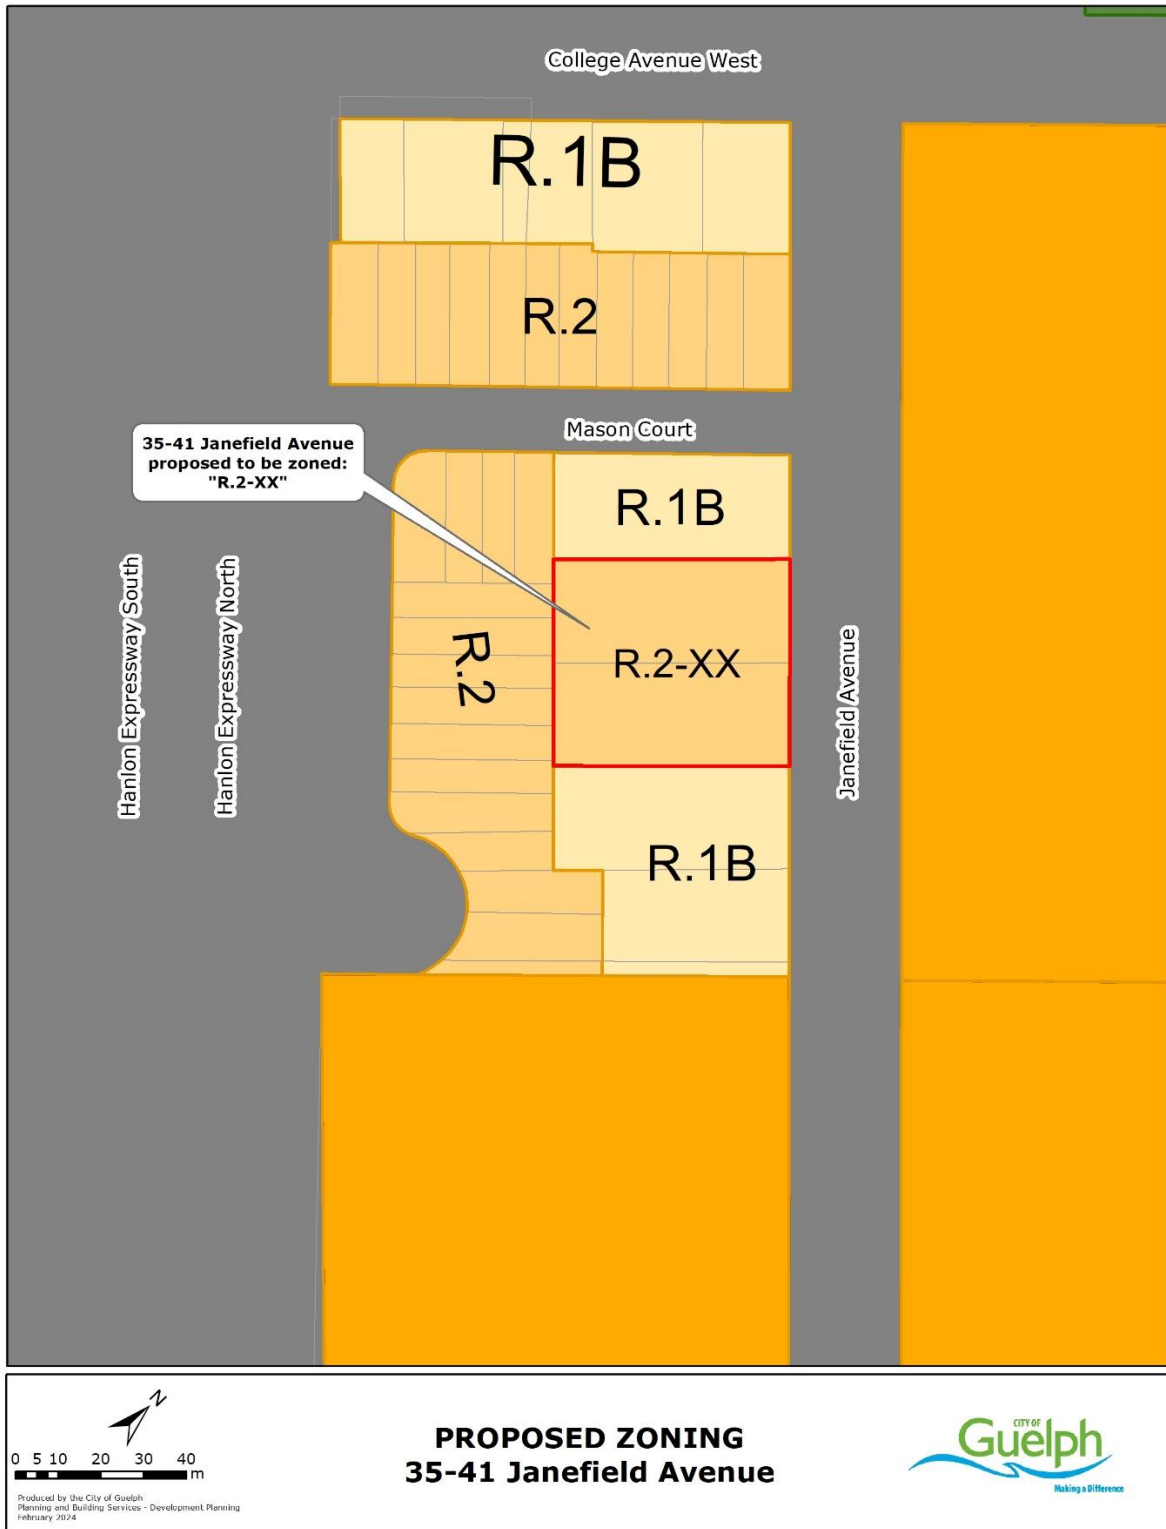 College Avenue West
R.1B
R.2
Mason Court
35-41 Janefield Avenue
proposed to be zoned:
"R.2-XX"
R.1B
Hanlon Expressway South
Hanlon Expressway North
R.2
R.2-XX
Janefield Avenue
R.1B
N
0 5 10 20 30 40
m
Produced by the City of Guelph
Planning and Building Services - Development Planning
February 2024
PROPOSED ZONING
35-41 Janefield Avenue
CITY OF
Guelph
Making a Difference